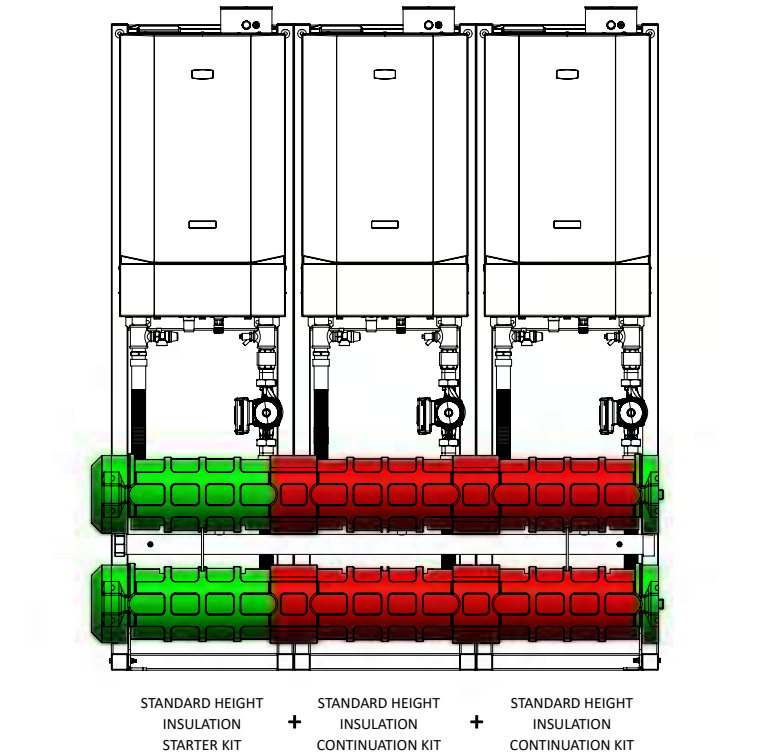 STANDARD HEIGHT
INSULATION
STARTER KIT
+
STANDARD HEIGHT
INSULATION
CONTINUATION KIT
+
STANDARD HEIGHT
INSULATION
CONTINUATION KIT